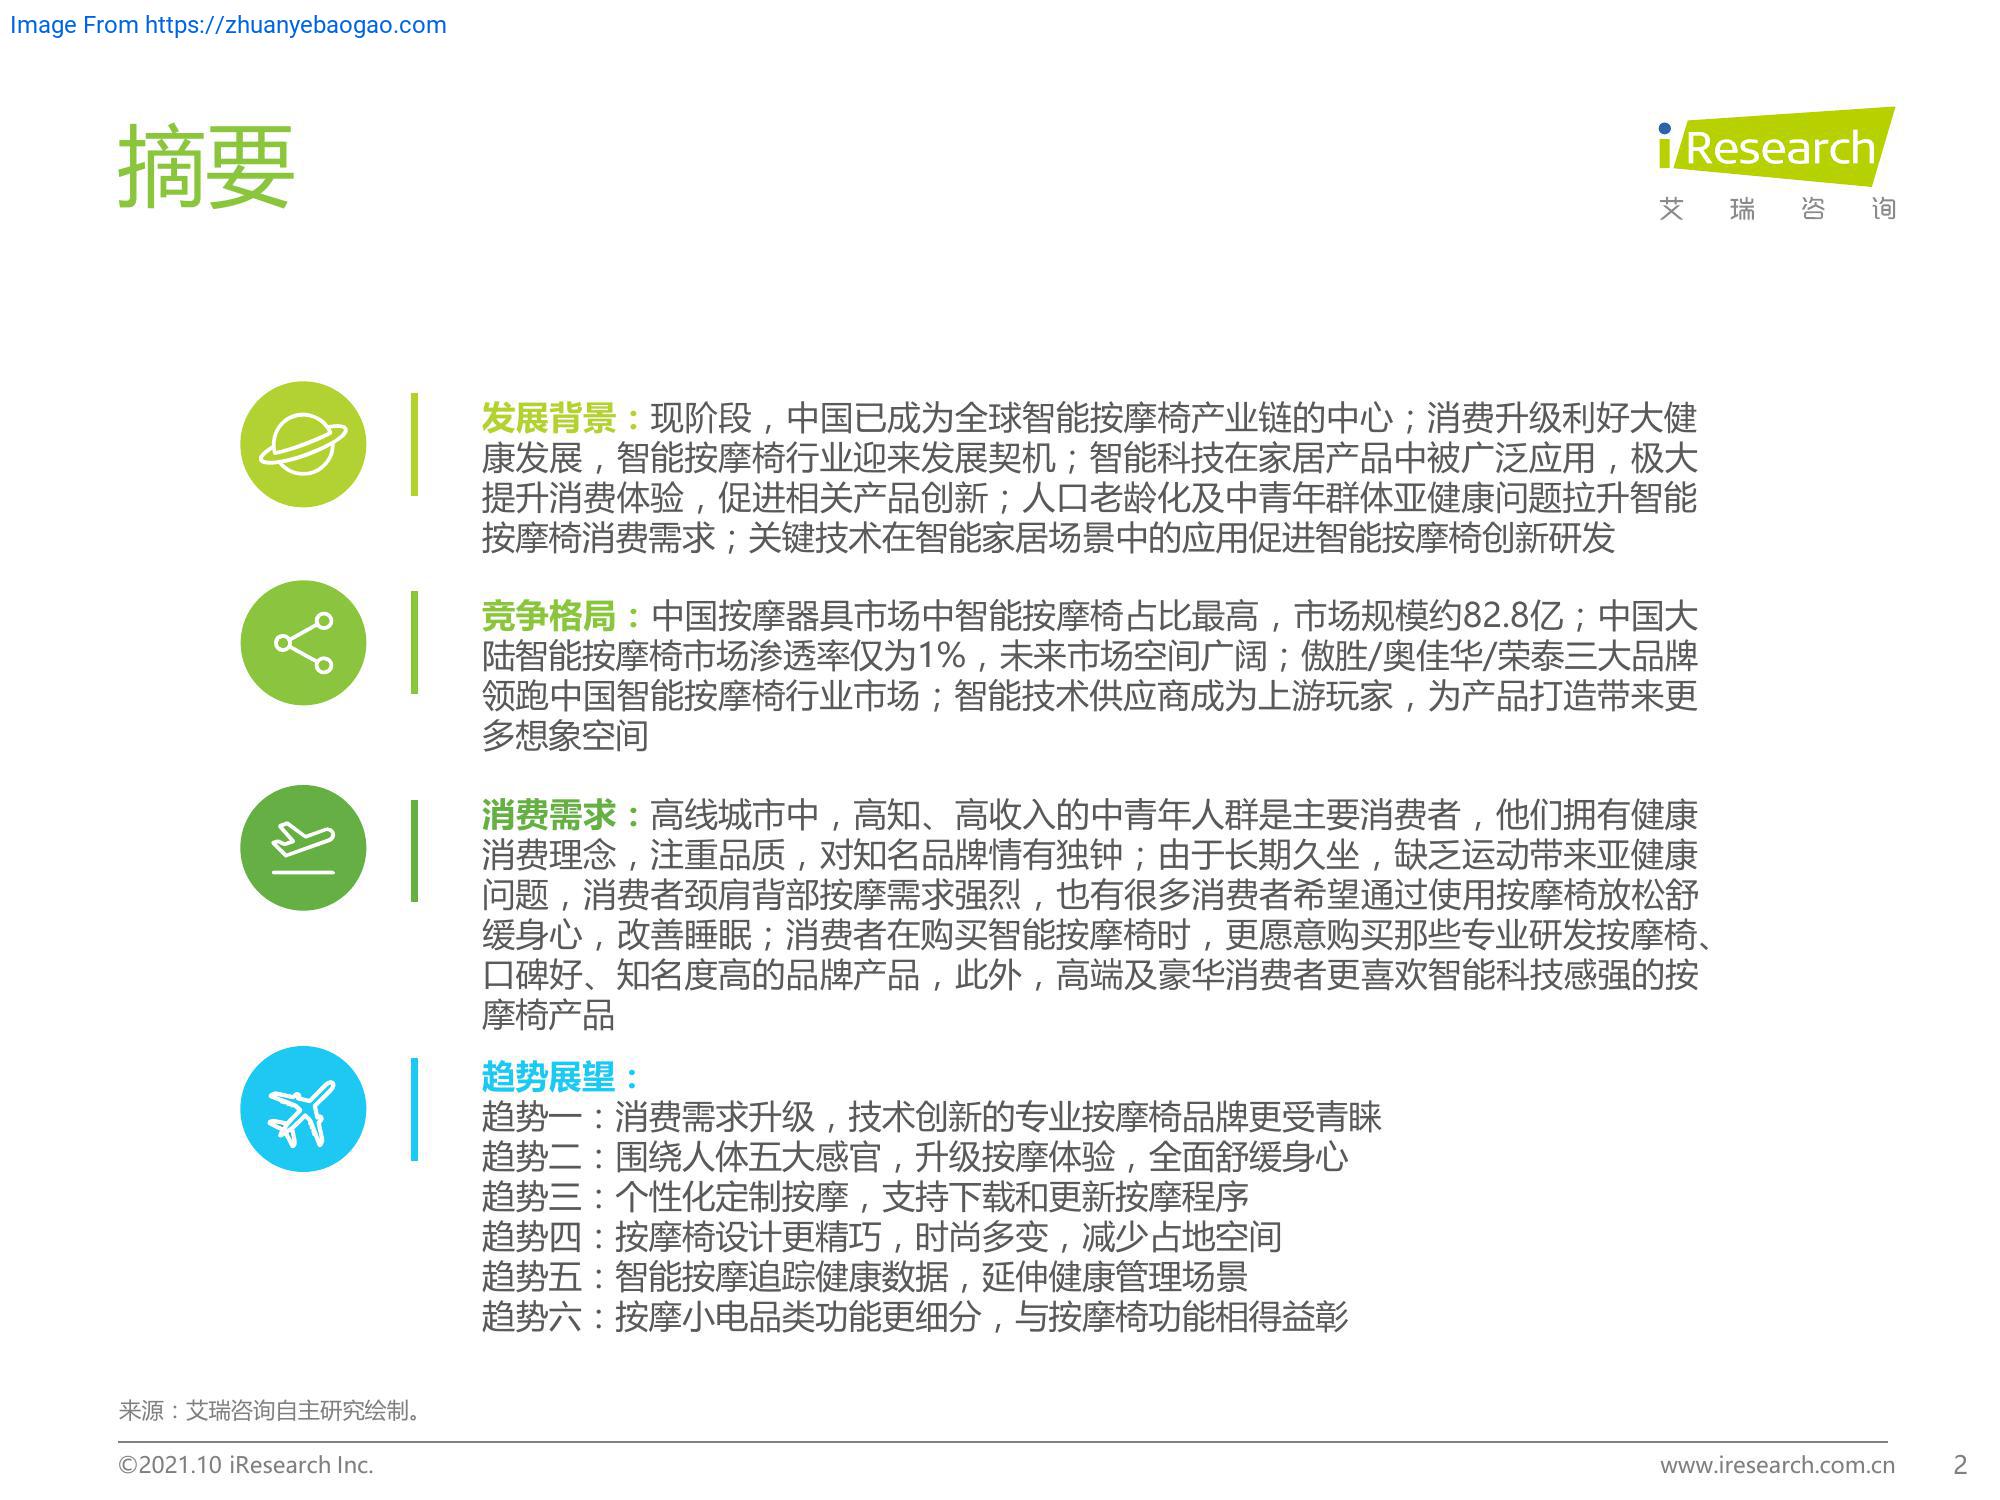 Image From https://zhuanyebaogao.com
摘要
iResearch
艾瑞咨询
发展背景：现阶段，中国已成为全球智能按摩椅产业链的中心；消费升级利好大健
康发展，智能按摩椅行业迎来发展契机；智能科技在家居产品中被广泛应用，极大
提升消费体验，促进相关产品创新；人口老龄化及中青年群体亚健康问题拉升智能
按摩椅消费需求；关键技术在智能家居场景中的应用促进智能按摩椅创新研发
竞争格局：中国按摩器具市场中智能按摩椅占比最高，市场规模约82.8亿；中国大
陆智能按摩椅市场渗透率仅为1%，未来市场空间广阔；傲胜/奥佳华/荣泰三大品牌
领跑中国智能按摩椅行业市场；智能技术供应商成为上游玩家，为产品打造带来更
多想象空间
消费需求：高线城市中，高知、高收入的中青年人群是主要消费者，他们拥有健康
消费理念，注重品质，对知名品牌情有独钟；由于长期久坐，缺乏运动带来亚健康
问题，消费者颈肩背部按摩需求强烈，也有很多消费者希望通过使用按摩椅放松舒
缓身心，改善睡眠；消费者在购买智能按摩椅时，更愿意购买那些专业研发按摩椅、
口碑好、知名度高的品牌产品，此外，高端及豪华消费者更喜欢智能科技感强的按
摩椅产品
趋势展望：
趋势一：消费需求升级，技术创新的专业按摩椅品牌更受青睐
趋势二：围绕人体五大感官，升级按摩体验，全面舒缓身心
趋势三：个性化定制按摩，支持下载和更新按摩程序
趋势四：按摩椅设计更精巧，时尚多变，减少占地空间
趋势五：智能按摩追踪健康数据，延伸健康管理场景
趋势六：按摩小电品类功能更细分，与按摩椅功能相得益彰
来源：艾瑞咨询自主研究绘制。
©2021.10 iResearch Inc.
www.iresearch.com.cn
2